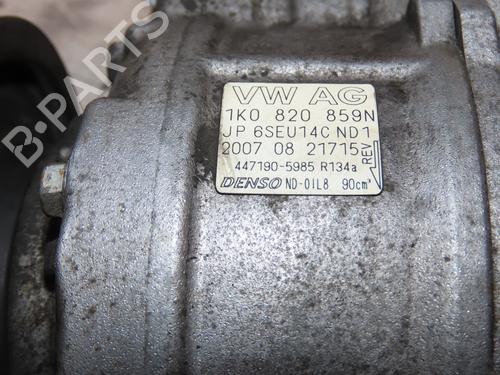 VW AG
1K0 820 859N
JP 6SEU14C ND1
2007 08 21715
REV
447190-5985 R134a
DENSO ND-OIL8 90cm³
B-PARTS